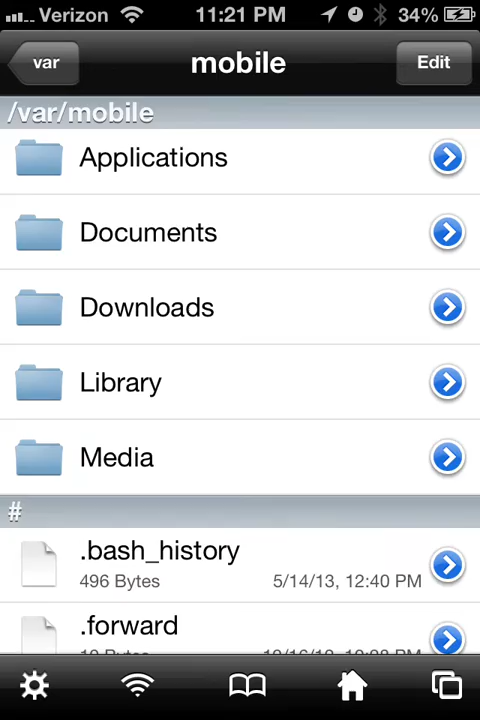 Verizon 11:21 PM 34%
var mobile Edit
/var/mobile
Applications
Documents
Downloads
Library
Media
#
.bash_history
496 Bytes 5/14/13, 12:40 PM
.forward